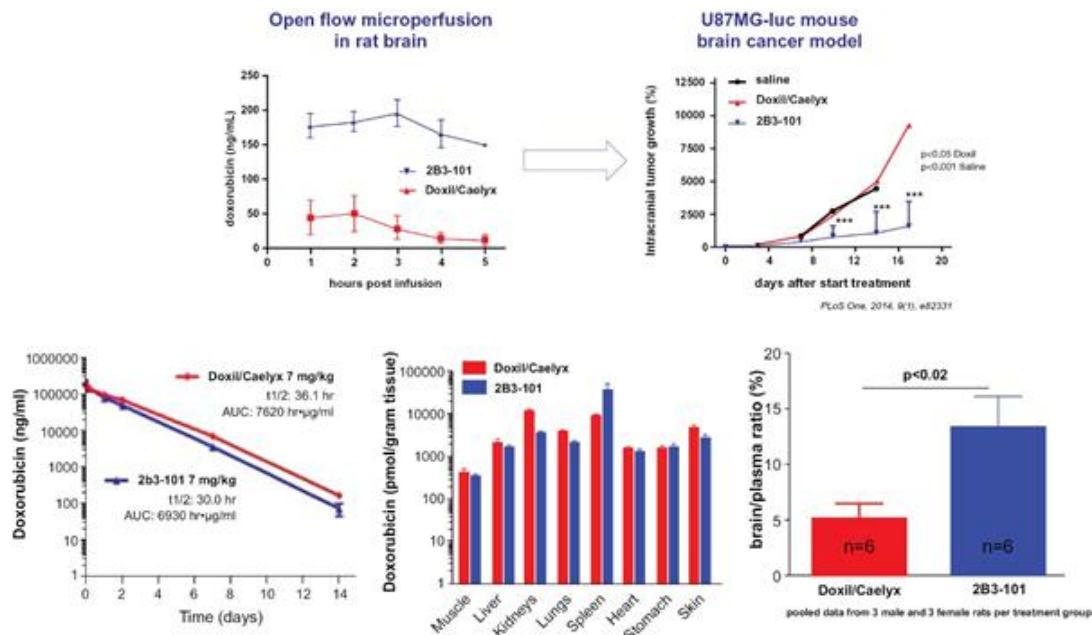 Open flow microperfusion
in rat brain
250
200
150
100
50
0
doxorubicin (ng/mL)
2B3-101
Doxil/Caelyx
0 1 2 3 4 5
hours post infusion
U87MG-luc mouse
brain cancer model
12500
10000
7500
5000
2500
0
Intracranial tumor growth (%)
saline
Doxil/Caelyx
2B3-101
p<0,05 Doxil
p<0,001 Saline
*** *** ***
0 4 8 12 16 20
days after start treatment
PLoS One, 2014, 9(1), e82331
1000000
100000
10000
1000
100
10
1
Doxorubicin (ng/ml)
Doxil/Caelyx 7 mg/kg
t1/2: 36.1 hr
AUC: 7620 hr•µg/ml
2b3-101 7 mg/kg
t1/2: 30.0 hr
AUC: 6930 hr•µg/ml
0 2 4 6 8 10 12 14
Time (days)
100000
10000
1000
100
10
1
Doxorubicin (pmol/gram tissue)
Doxil/Caelyx
2B3-101
Muscle
Liver
Kidneys
Lungs
Spleen
Heart
Stomach
Skin
20
15
10
5
0
brain/plasma ratio (%)
p<0.02
n=6 n=6
Doxil/Caelyx 2B3-101
pooled data from 3 male and 3 female rats per treatment group